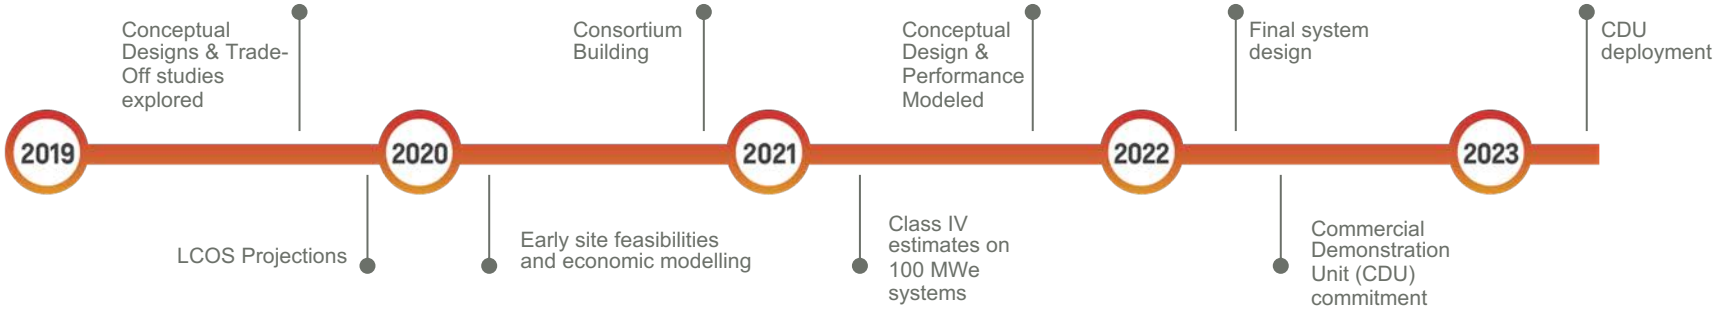 Conceptual
Designs & Trade-
Off studies
explored
Consortium
Building
Conceptual
Design &
Performance
Modeled
Final system
design
CDU
deployment
2019
2020
2021
2022
2023
LCOS Projections
Early site feasibilities
and economic modelling
Class IV
estimates on
100 MWe
systems
Commercial
Demonstration
Unit (CDU)
commitment